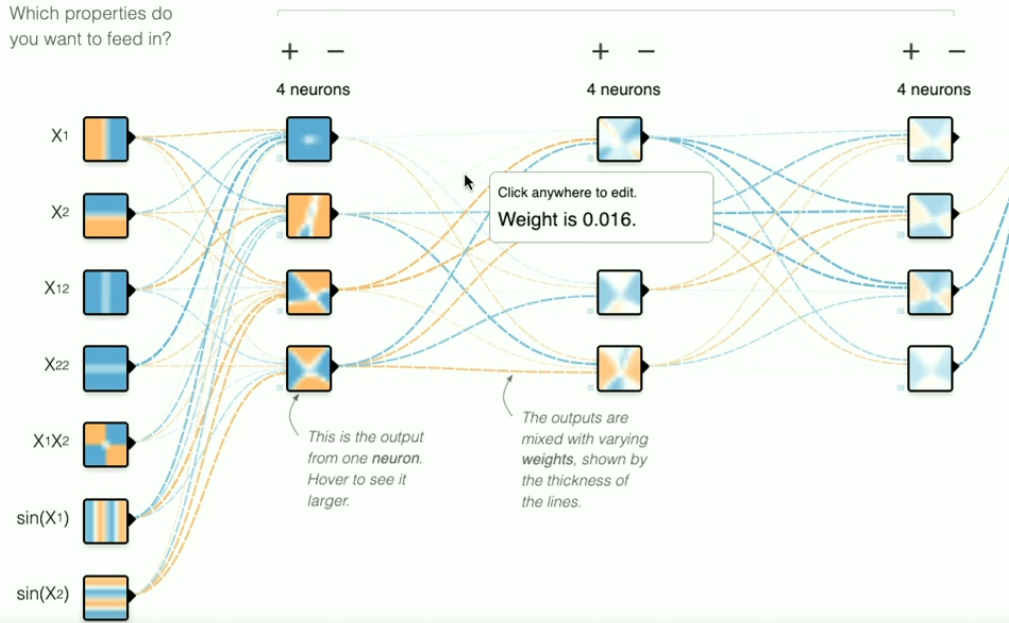 Which properties do
you want to feed in?
+ −
+ −
+ −
4 neurons
4 neurons
4 neurons
X1
X2
X12
X22
X1X2
sin(X1)
sin(X2)
Click anywhere to edit.
Weight is 0.016.
This is the output
from one neuron.
Hover to see it
larger.
The outputs are
mixed with varying
weights, shown by
the thickness of
the lines.